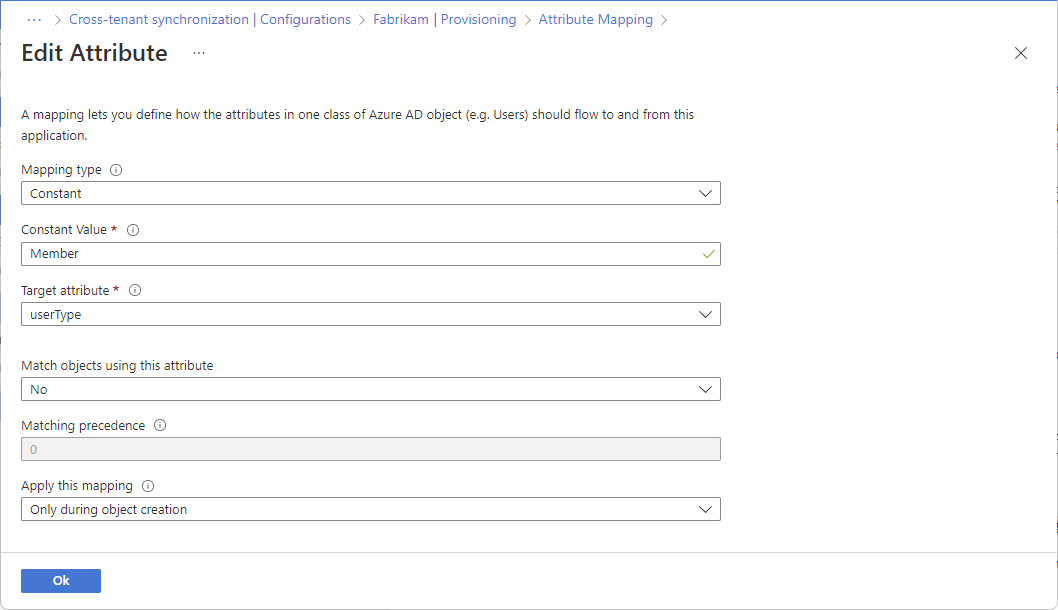 ··· > Cross-tenant synchronization | Configurations > Fabrikam | Provisioning > Attribute Mapping >
Edit Attribute ···
A mapping lets you define how the attributes in one class of Azure AD object (e.g. Users) should flow to and from this
application.
Mapping type
Constant
Constant Value *
Member
Target attribute *
userType
Match objects using this attribute
No
Matching precedence
0
Apply this mapping
Only during object creation
Ok